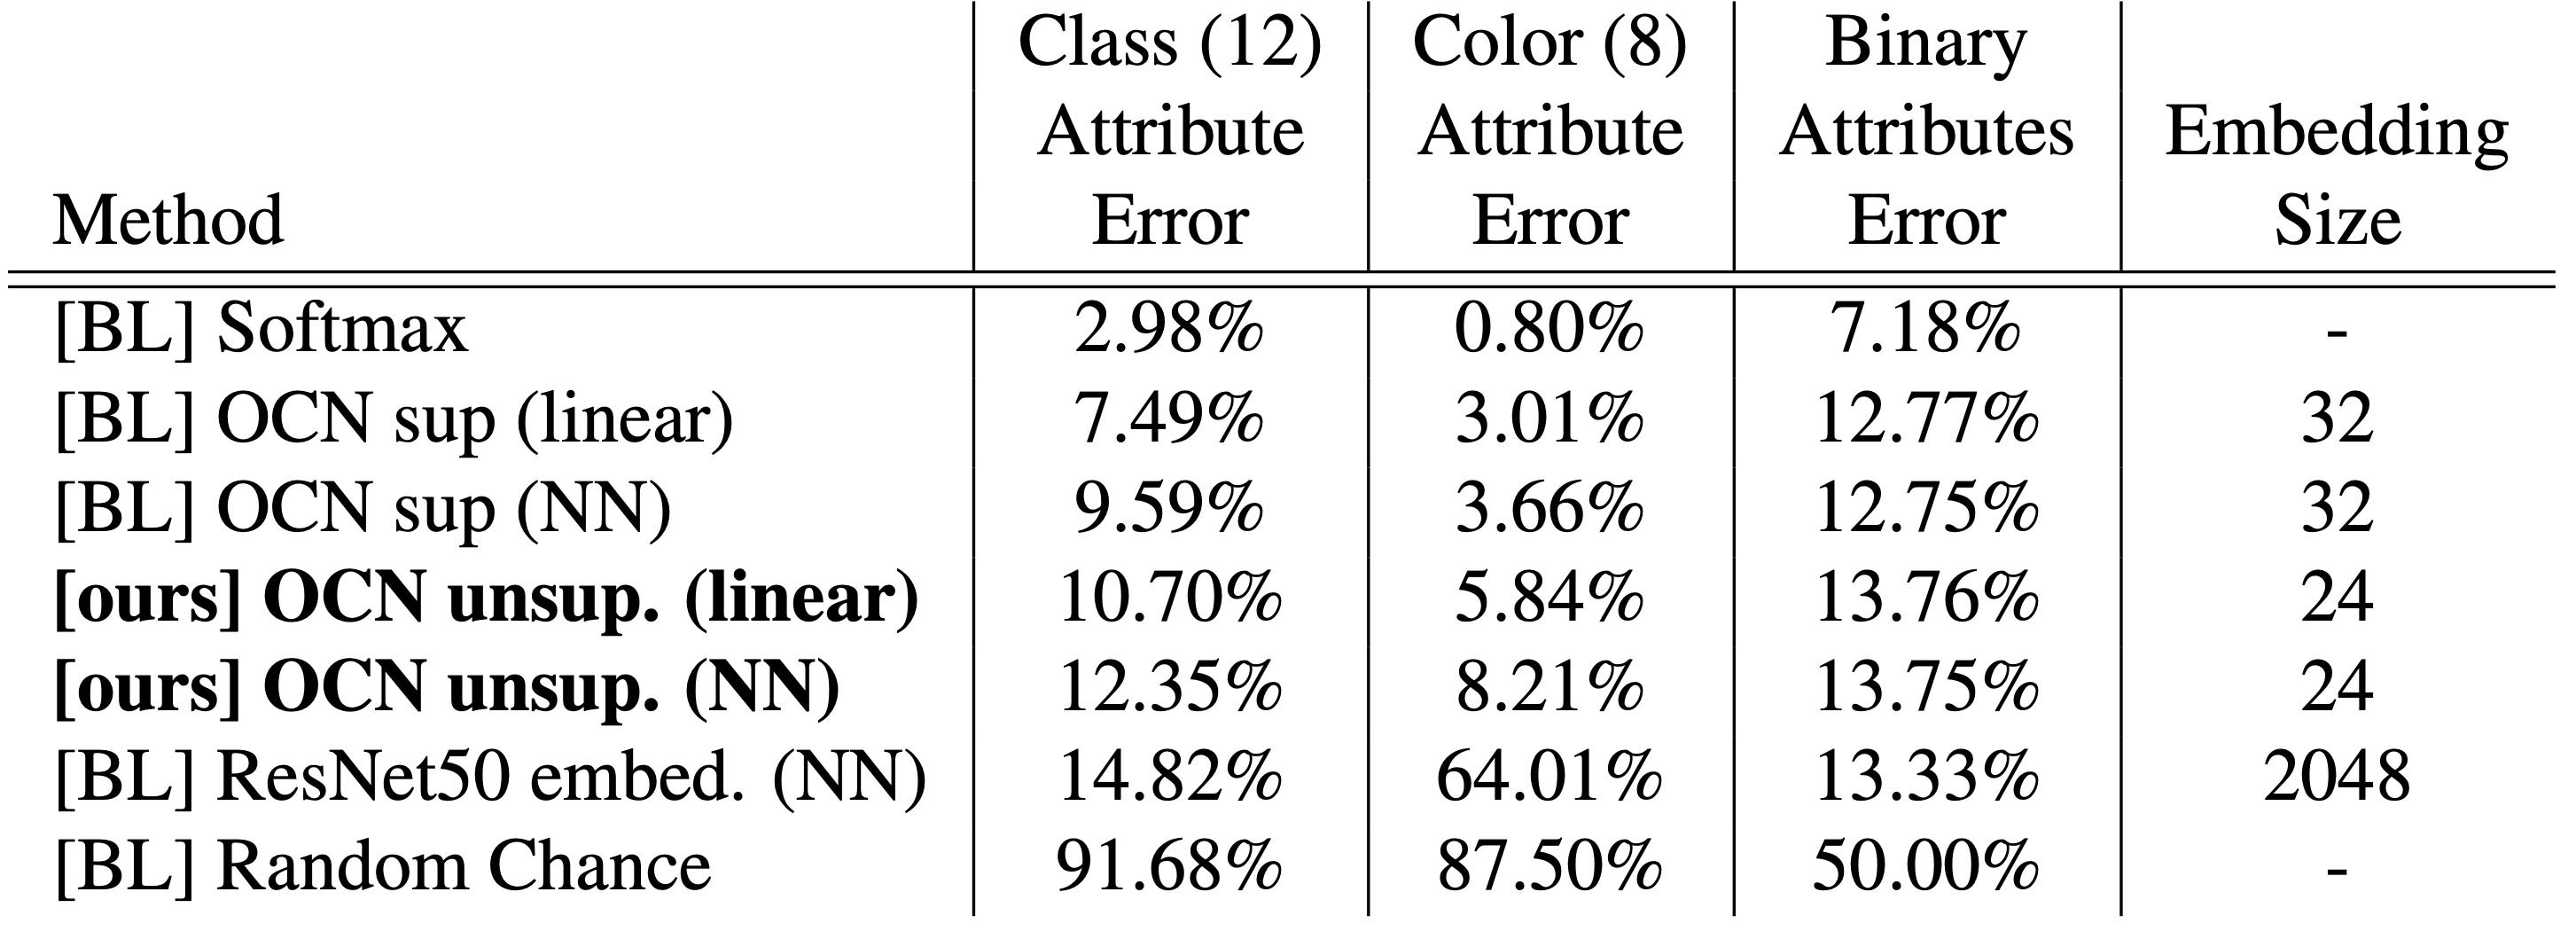 Class (12) Color (8) Binary
Attribute Attribute Attributes Embedding
Method Error Error Error Size
[BL] Softmax 2.98% 0.80% 7.18% -
[BL] OCN sup (linear) 7.49% 3.01% 12.77% 32
[BL] OCN sup (NN) 9.59% 3.66% 12.75% 32
[ours] OCN unsup. (linear) 10.70% 5.84% 13.76% 24
[ours] OCN unsup. (NN) 12.35% 8.21% 13.75% 24
[BL] ResNet50 embed. (NN) 14.82% 64.01% 13.33% 2048
[BL] Random Chance 91.68% 87.50% 50.00% -